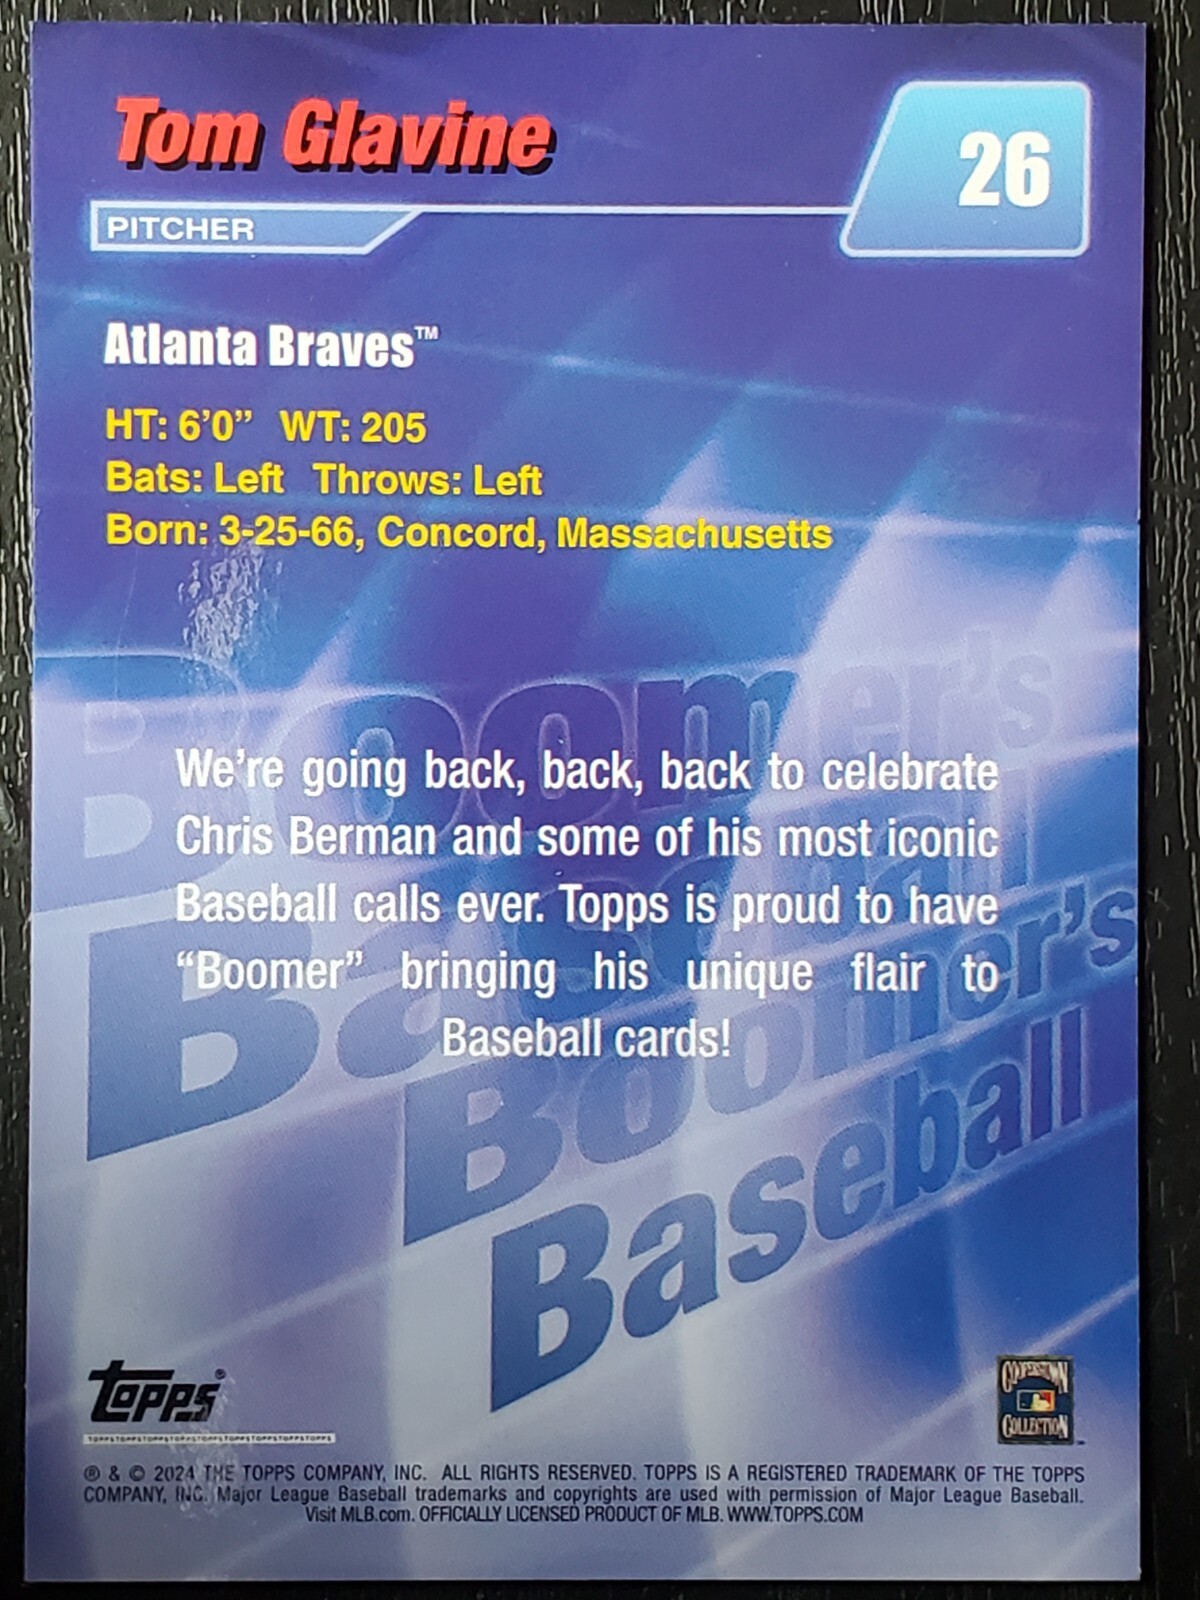 Tom Glavine
26
PITCHER
Atlanta Braves™
HT: 6'0” WT: 205
Bats: Left Throws: Left
Born: 3-25-66, Concord, Massachusetts
Boomer's
Baseball
Boomer's
Baseball
We're going back, back, back to celebrate
Chris Berman and some of his most iconic
Baseball calls ever. Topps is proud to have
“Boomer” bringing his unique flair to
Baseball cards!
Topps®
TOPPSTOPPSTOPPSTOPPSTOPPSTOPPSTOPPSTOPPSTOPPS
COOPERSTOWN
COLLECTION
® & © 2024 THE TOPPS COMPANY, INC. ALL RIGHTS RESERVED. TOPPS IS A REGISTERED TRADEMARK OF THE TOPPS
COMPANY, INC. Major League Baseball trademarks and copyrights are used with permission of Major League Baseball.
Visit MLB.com. OFFICIALLY LICENSED PRODUCT OF MLB. WWW.TOPPS.COM